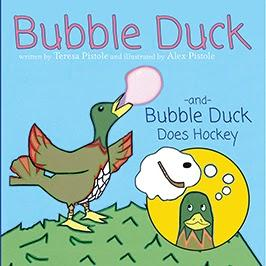 Bubble Duck
written by Teresa Pistole and illustrated by Alex Pistole
-and-
Bubble Duck
Does Hockey